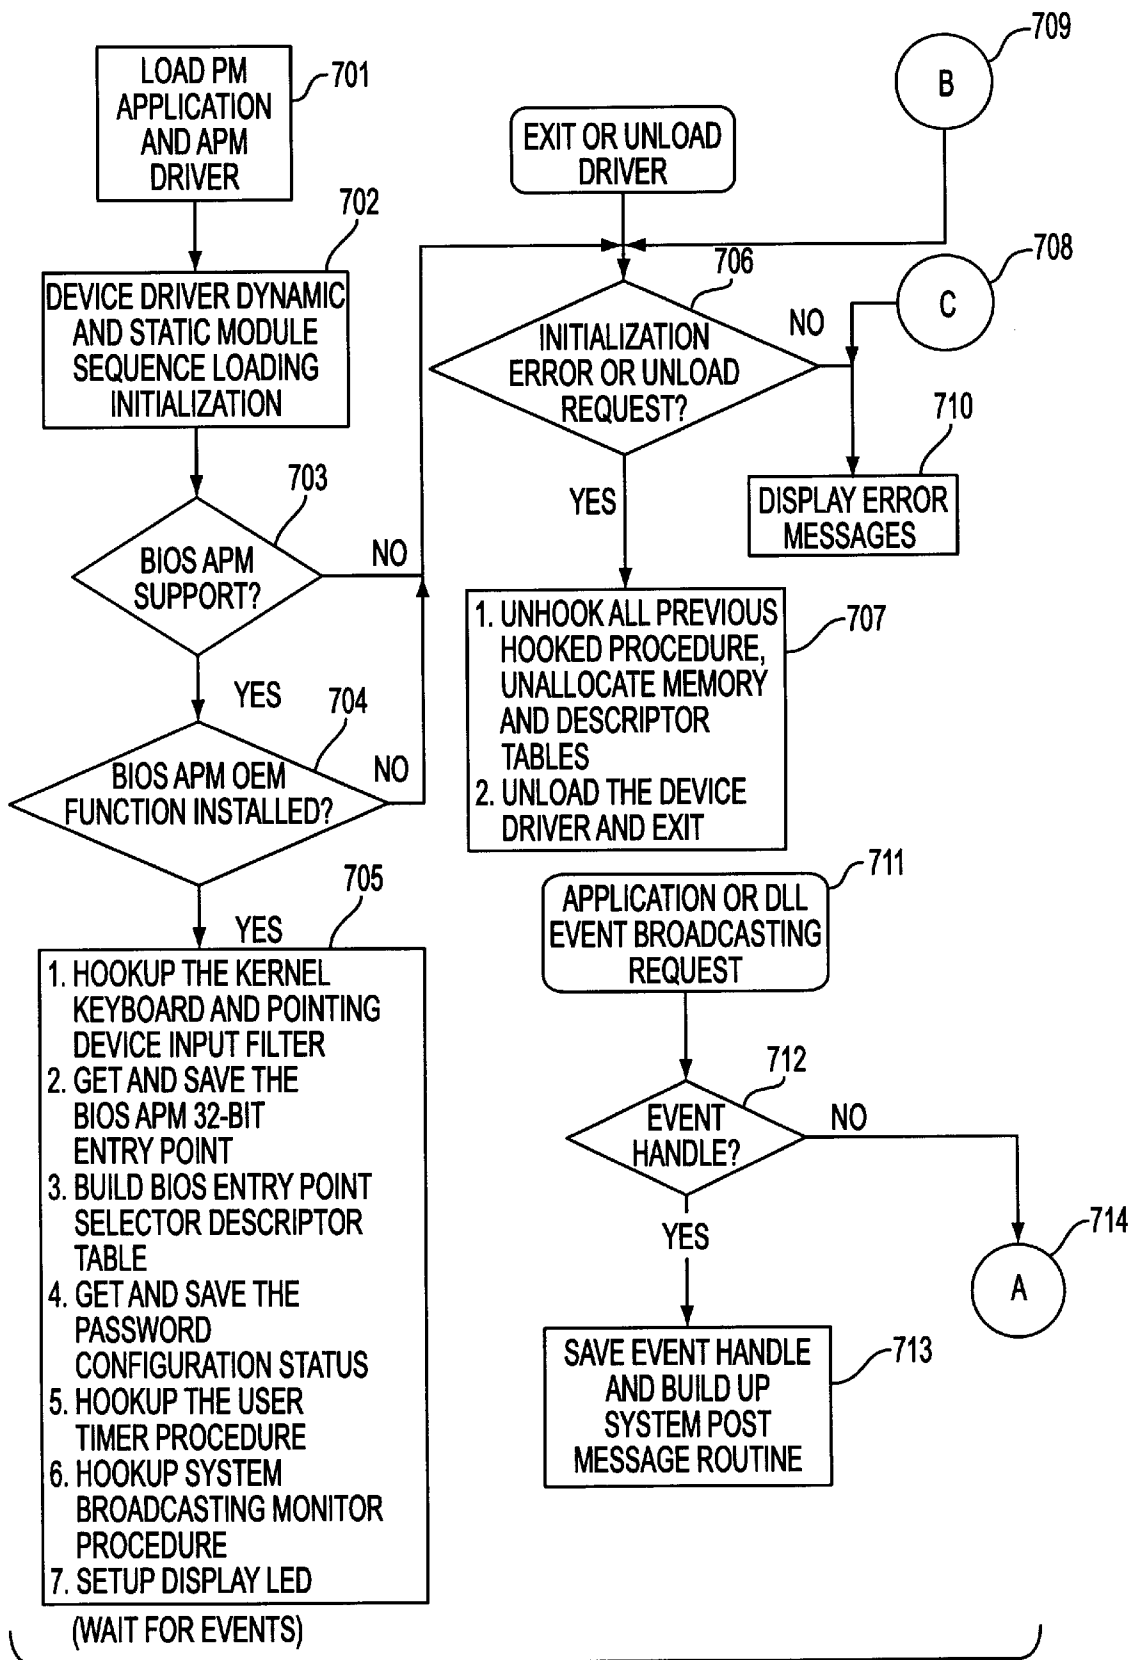 LOAD PM
APPLICATION
AND APM
DRIVER
701
DEVICE DRIVER DYNAMIC
AND STATIC MODULE
SEQUENCE LOADING
INITIALIZATION
702
BIOS APM
SUPPORT?
703
NO
YES
BIOS APM OEM
FUNCTION INSTALLED?
704
NO
YES
705
1. HOOKUP THE KERNEL
KEYBOARD AND POINTING
DEVICE INPUT FILTER
2. GET AND SAVE THE
BIOS APM 32-BIT
ENTRY POINT
3. BUILD BIOS ENTRY POINT
SELECTOR DESCRIPTOR
TABLE
4. GET AND SAVE THE
PASSWORD
CONFIGURATION STATUS
5. HOOKUP THE USER
TIMER PROCEDURE
6. HOOKUP SYSTEM
BROADCASTING MONITOR
PROCEDURE
7. SETUP DISPLAY LED
(WAIT FOR EVENTS)
EXIT OR UNLOAD
DRIVER
B
709
C
708
INITIALIZATION
ERROR OR UNLOAD
REQUEST?
706
NO
YES
DISPLAY ERROR
MESSAGES
710
1. UNHOOK ALL PREVIOUS
HOOKED PROCEDURE,
UNALLOCATE MEMORY
AND DESCRIPTOR
TABLES
2. UNLOAD THE DEVICE
DRIVER AND EXIT
707
APPLICATION OR DLL
EVENT BROADCASTING
REQUEST
711
EVENT
HANDLE?
712
NO
YES
A
714
SAVE EVENT HANDLE
AND BUILD UP
SYSTEM POST
MESSAGE ROUTINE
713